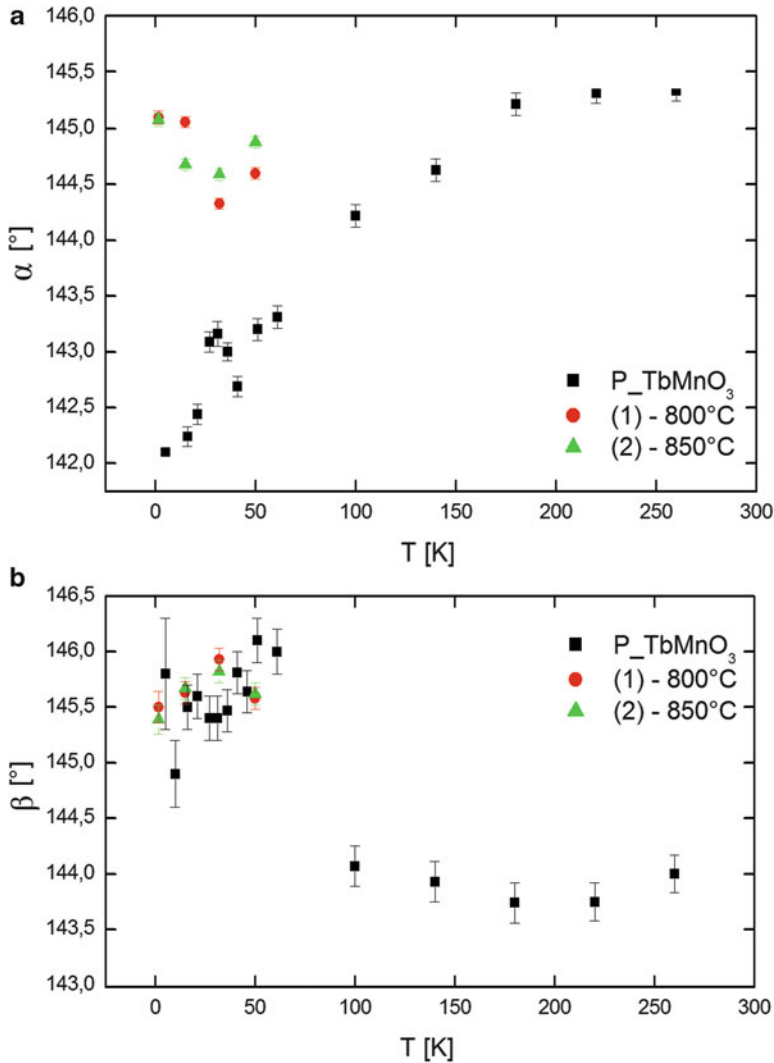 a
146,0
145,5
145,0
144,5
144,0
143,5
143,0
142,5
142,0
α [°]
P_TbMnO₃
(1) - 800°C
(2) - 850°C
0 50 100 150 200 250 300
T [K]
b
146,5
146,0
145,5
145,0
144,5
144,0
143,5
143,0
β [°]
P_TbMnO₃
(1) - 800°C
(2) - 850°C
0 50 100 150 200 250 300
T [K]